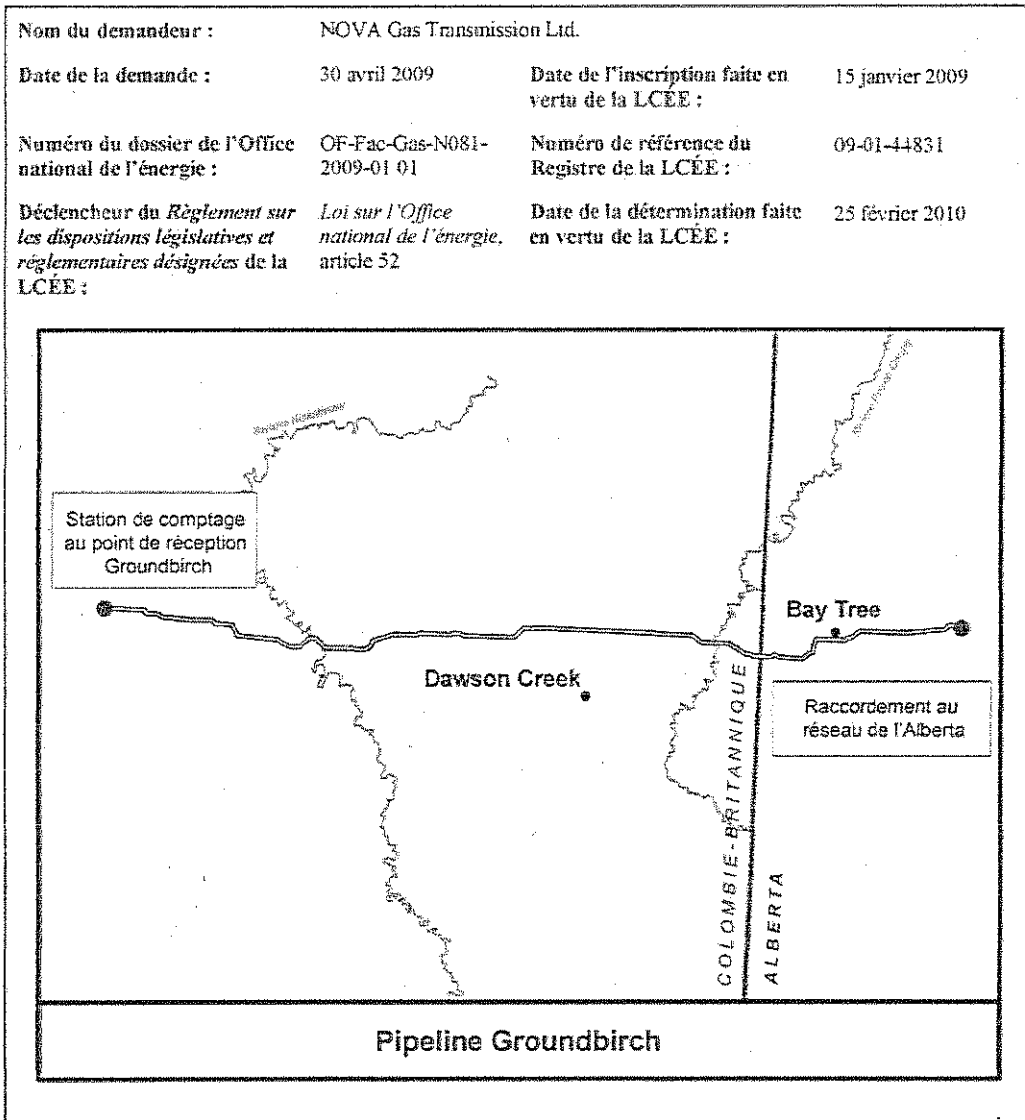 Nom du demandeur :
NOVA Gas Transmission Ltd.
Date de la demande :
30 avril 2009
Date de l'inscription faite en
vertu de la LCÉE :
15 janvier 2009
Numéro du dossier de l'Office
national de l'énergie :
OF-Fac-Gas-N081-
2009-01 01
Numéro de référence du
Registre de la LCÉE :
09-01-44831
Déclencheur du Règlement sur
les dispositions législatives et
réglementaires désignées de la
LCÉE :
Loi sur l'Office
national de l'énergie,
article 52
Date de la détermination faite
en vertu de la LCÉE :
25 février 2010
Station de comptage
au point de réception
Groundbirch
Bay Tree
Dawson Creek
Raccordement au
réseau de l'Alberta
COLOMBIE-BRITANNIQUE
ALBERTA
Pipeline Groundbirch